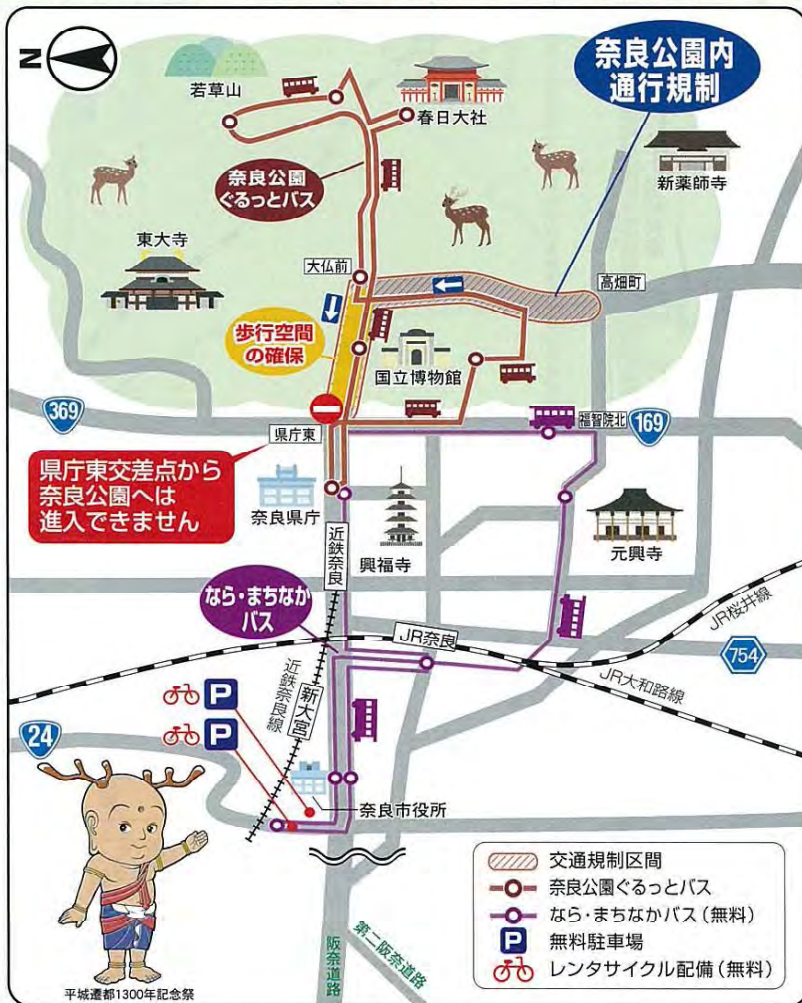 N
若草山
春日大社
奈良公園内
通行規制
新薬師寺
奈良公園
ぐるっとバス
東大寺
大仏前
高畑町
歩行空間
の確保
国立博物館
369
県庁東
福智院北
169
県庁東交差点から
奈良公園へは
進入できません
奈良県庁
近鉄奈良
興福寺
元興寺
なら・まちなか
バス
JR奈良
JR桜井線
754
JR大和路線
近鉄奈良線
新大宮
P
P
24
奈良市役所
平城遷都1300年記念祭
阪奈道路
第二阪奈道路
交通規制区間
奈良公園ぐるっとバス
なら・まちなかバス(無料)
P 無料駐車場
レンタサイクル配備(無料)